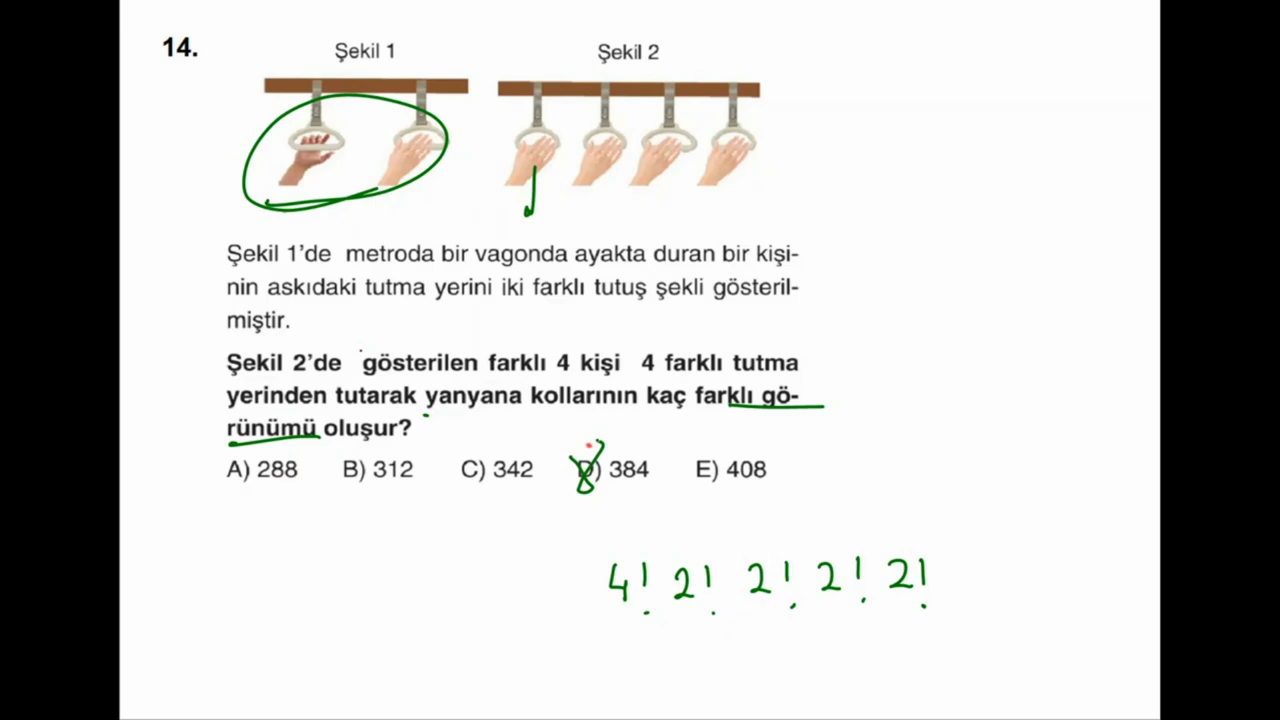 14.
Şekil 1
Şekil 2
Şekil 1'de metroda bir vagonda ayakta duran bir kişi-
nin askıdaki tutma yerini iki farklı tutuş şekli gösteril-
miştir.
Şekil 2'de gösterilen farklı 4 kişi 4 farklı tutma
yerinden tutarak yanyana kollarının kaç farklı gö-
rünümü oluşur?
A) 288 B) 312 C) 342 D) 384 E) 408
4! 2! 2! 2! 2!